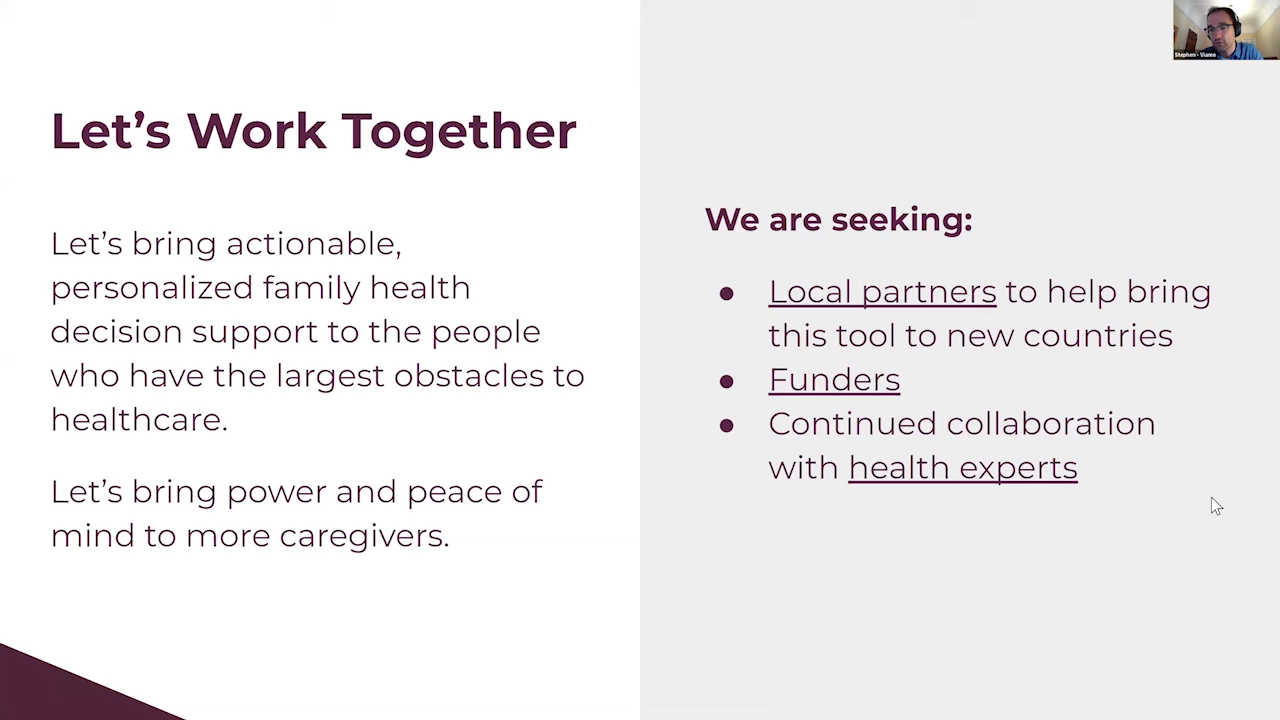 Let's Work Together
Let's bring actionable,
personalized family health
decision support to the people
who have the largest obstacles to
healthcare.
Let's bring power and peace of
mind to more caregivers.
We are seeking:
● Local partners to help bring
this tool to new countries
● Funders
● Continued collaboration
with health experts
Stephen - Viamo